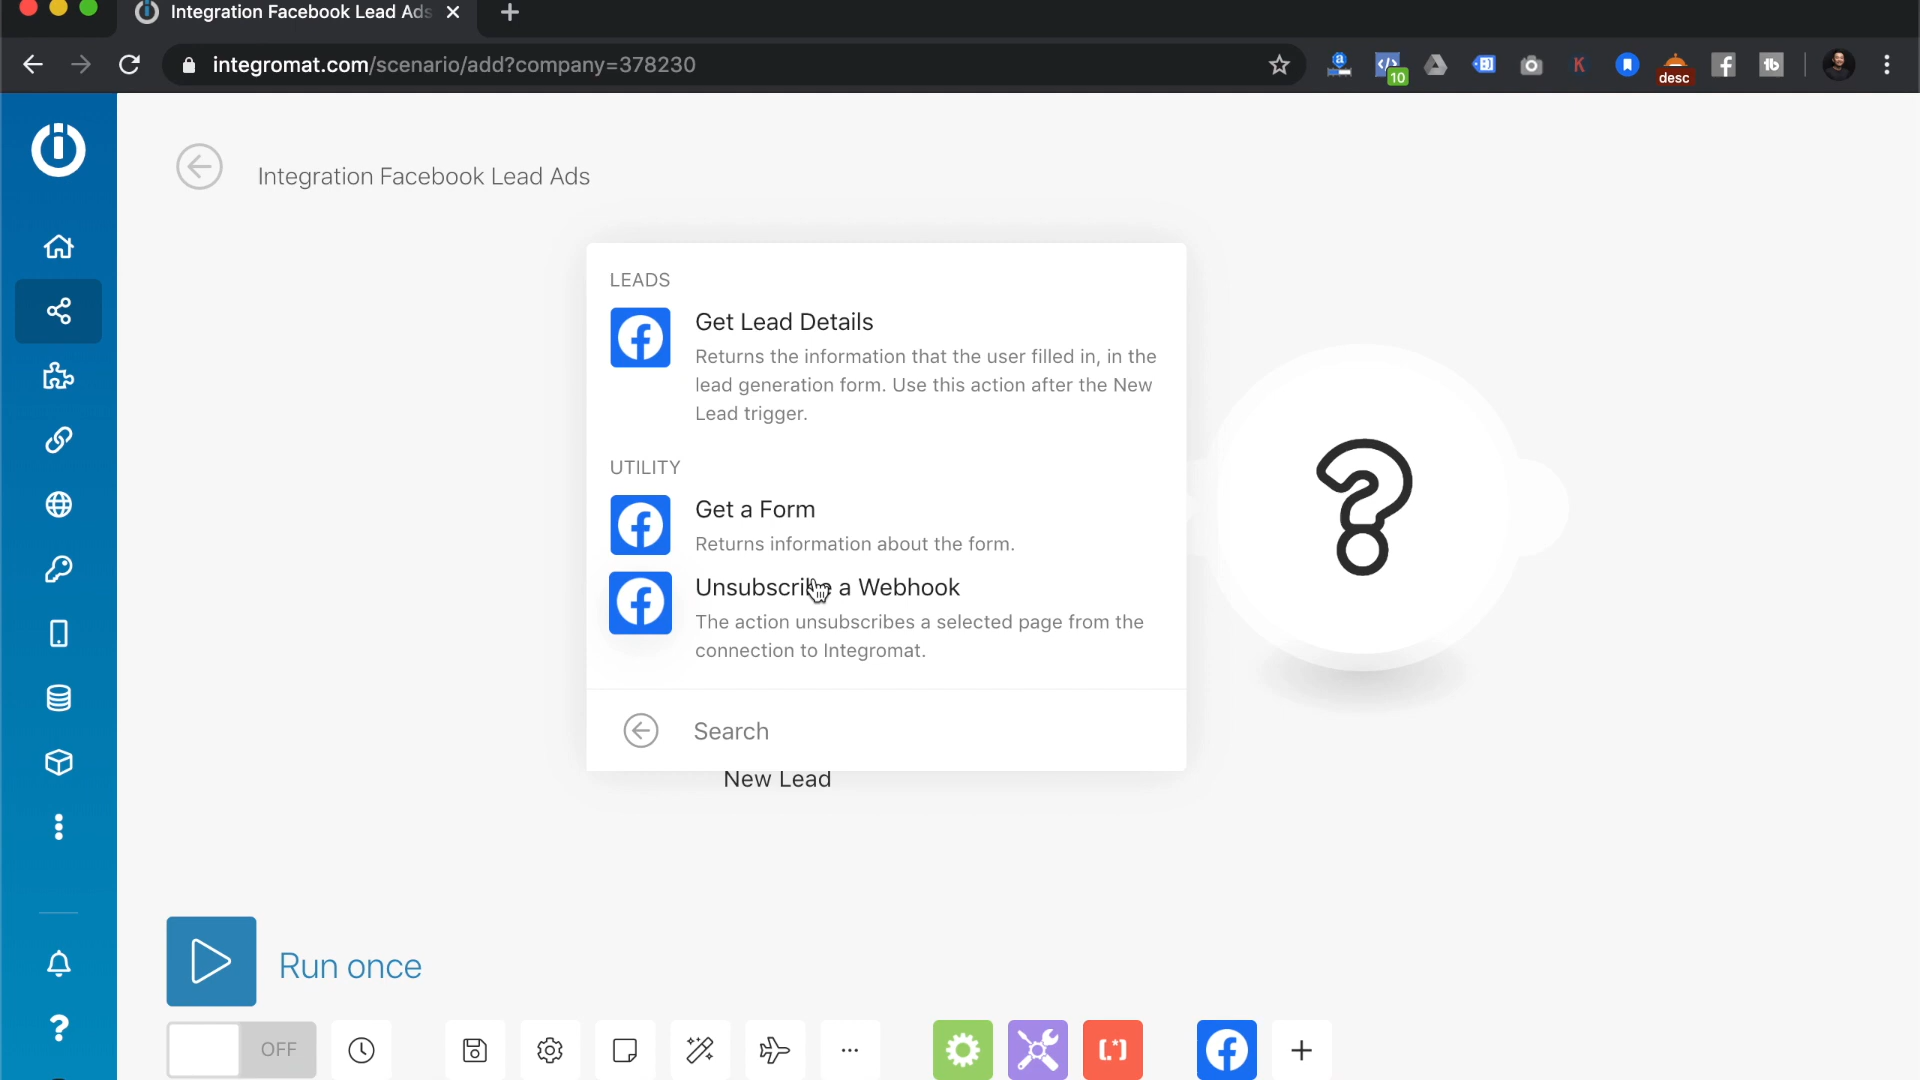 Integration Facebook Lead Ads
integromat.com/scenario/add?company=378230
10
desc
Integration Facebook Lead Ads
LEADS
Get Lead Details
Returns the information that the user filled in, in the
lead generation form. Use this action after the New
Lead trigger.
UTILITY
Get a Form
Returns information about the form.
Unsubscribe a Webhook
The action unsubscribes a selected page from the
connection to Integromat.
Search
New Lead
Run once
OFF